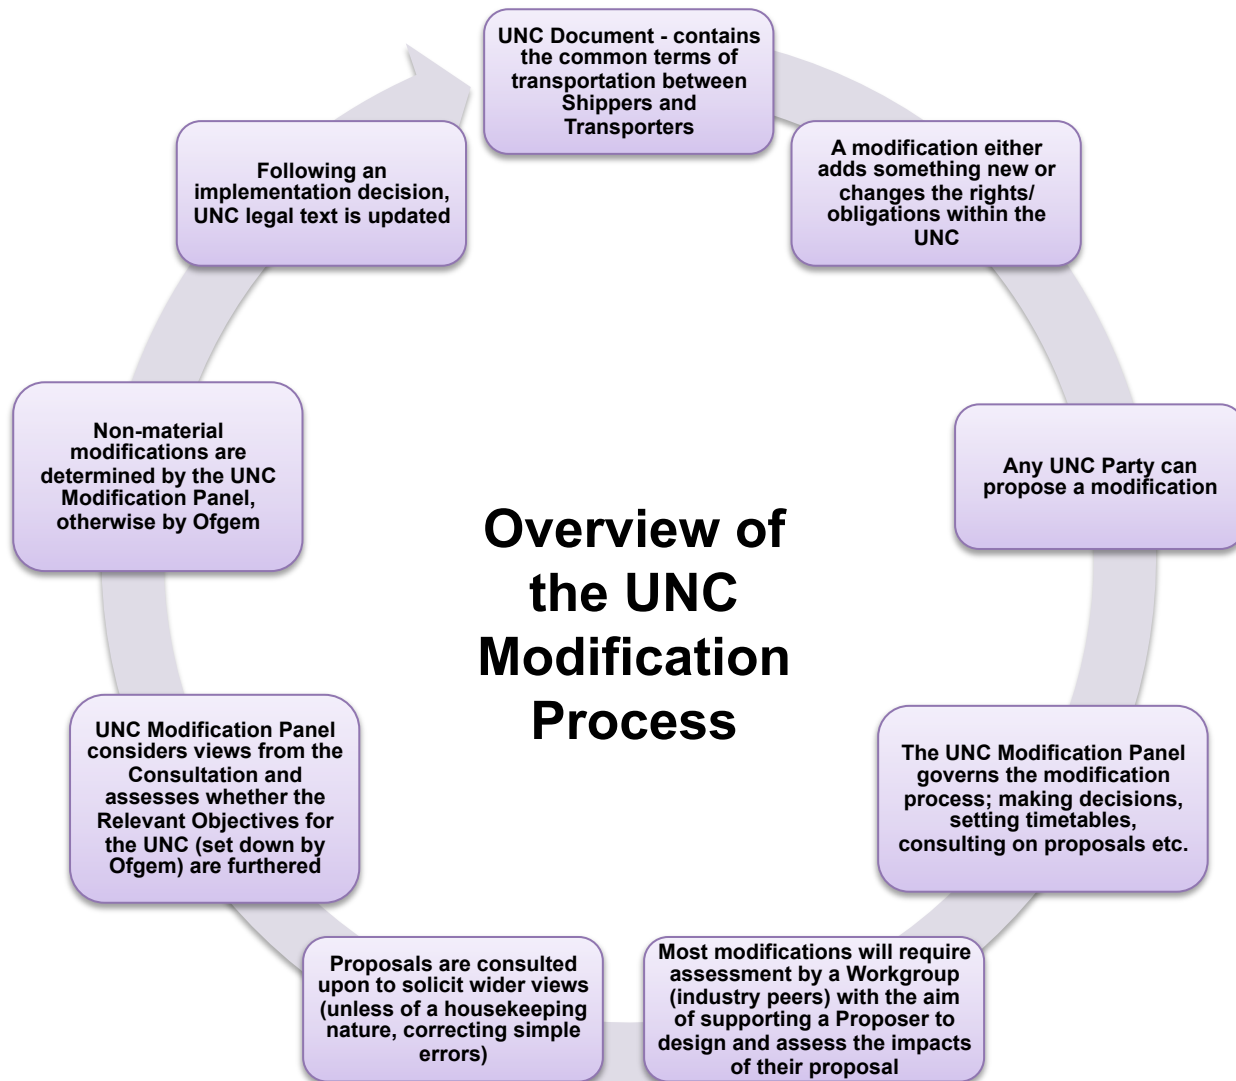 UNC Document - contains
the common terms of
transportation between
Shippers and
Transporters
A modification either
adds something new or
changes the rights/
obligations within the
UNC
Any UNC Party can
propose a modification
The UNC Modification Panel
governs the modification
process; making decisions,
setting timetables,
consulting on proposals etc.
Most modifications will require
assessment by a Workgroup
(industry peers) with the aim
of supporting a Proposer to
design and assess the impacts
of their proposal
Proposals are consulted
upon to solicit wider views
(unless of a housekeeping
nature, correcting simple
errors)
UNC Modification Panel
considers views from the
Consultation and
assesses whether the
Relevant Objectives for
the UNC (set down by
Ofgem) are furthered
Non-material
modifications are
determined by the UNC
Modification Panel,
otherwise by Ofgem
Following an
implementation decision,
UNC legal text is updated
Overview of
the UNC
Modification
Process